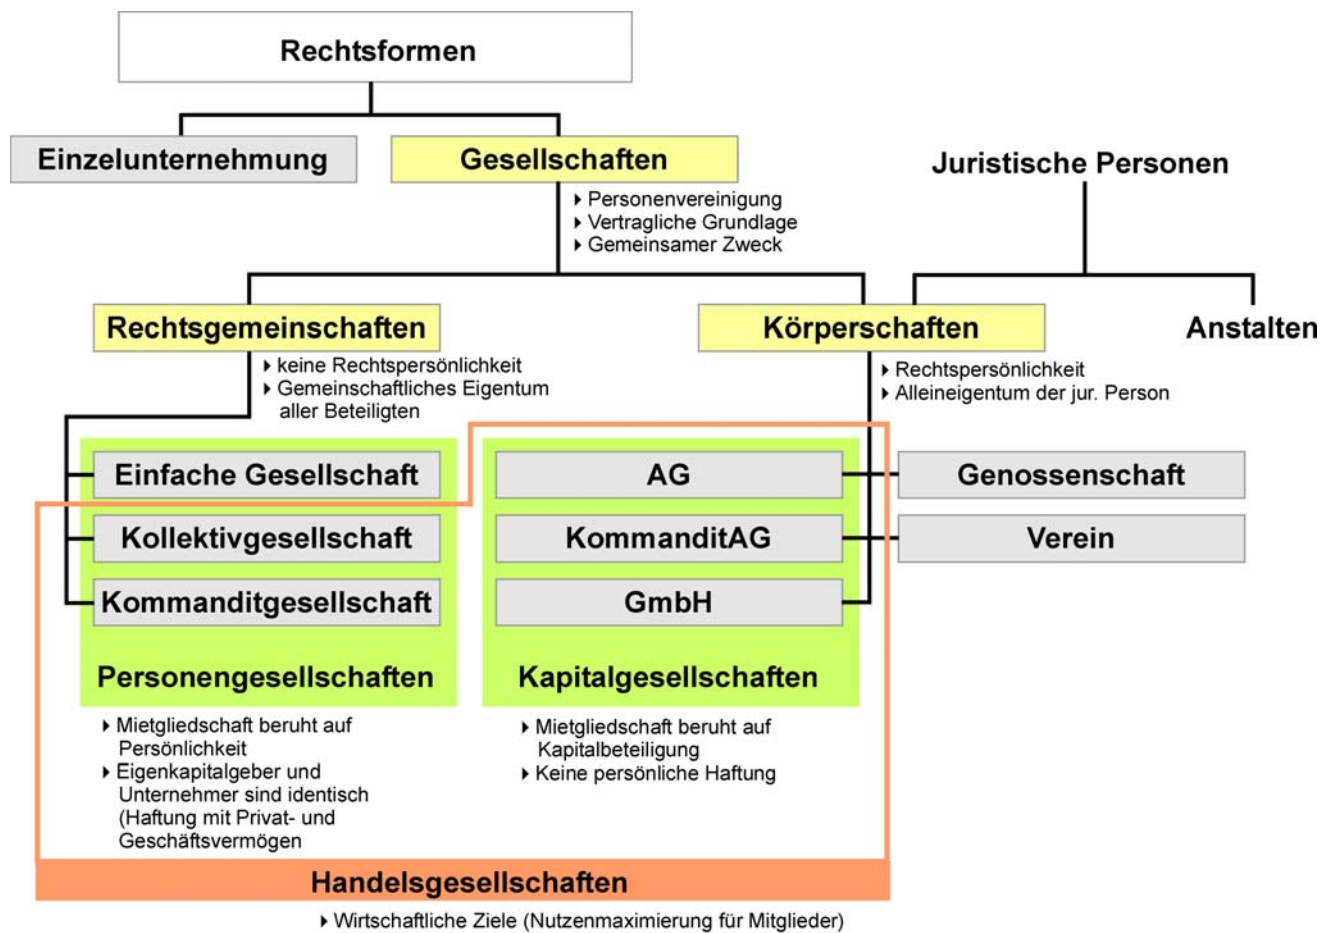 Rechtsformen
Einzelunternehmung
Gesellschaften
Juristische Personen
Personenvereinigung
Vertragliche Grundlage
Gemeinsamer Zweck
Rechtsgemeinschaften
Körperschaften
Anstalten
keine Rechtspersönlichkeit
Gemeinschaftliches Eigentum
aller Beteiligten
Rechtspersönlichkeit
Alleineigentum der jur. Person
Einfache Gesellschaft
Kollektivgesellschaft
Kommanditgesellschaft
Personengesellschaften
AG
KommanditAG
GmbH
Kapitalgesellschaften
Genossenschaft
Verein
Mietgliedschaft beruht auf
Persönlichkeit
Eigenkapitalgeber und
Unternehmer sind identisch
(Haftung mit Privat- und
Geschäftsvermögen
Mietgliedschaft beruht auf
Kapitalbeteiligung
Keine persönliche Haftung
Handelsgesellschaften
Wirtschaftliche Ziele (Nutzenmaximierung für Mitglieder)